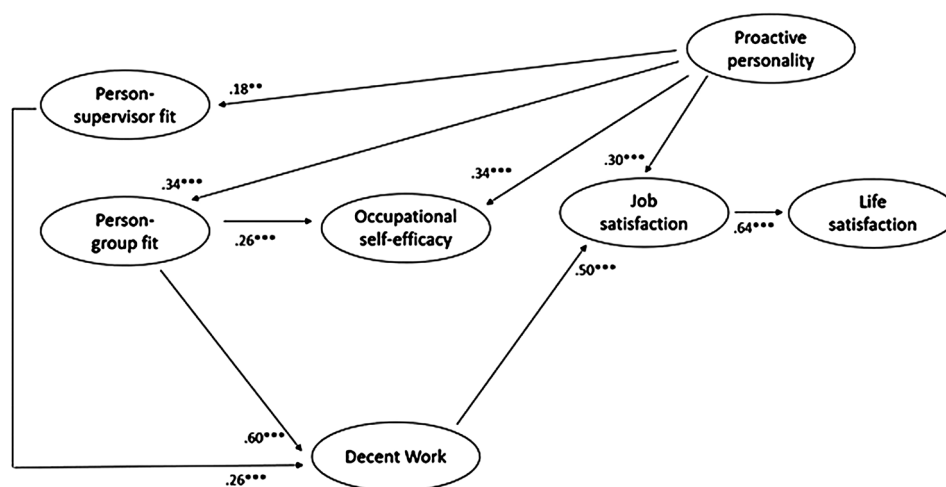 Proactive
personality
.18**
Person-
supervisor fit
.34***
.34***
.30***
Person-
group fit
.26***
Occupational
self-efficacy
Job
satisfaction
.64***
Life
satisfaction
.50***
.60***
Decent Work
.26***